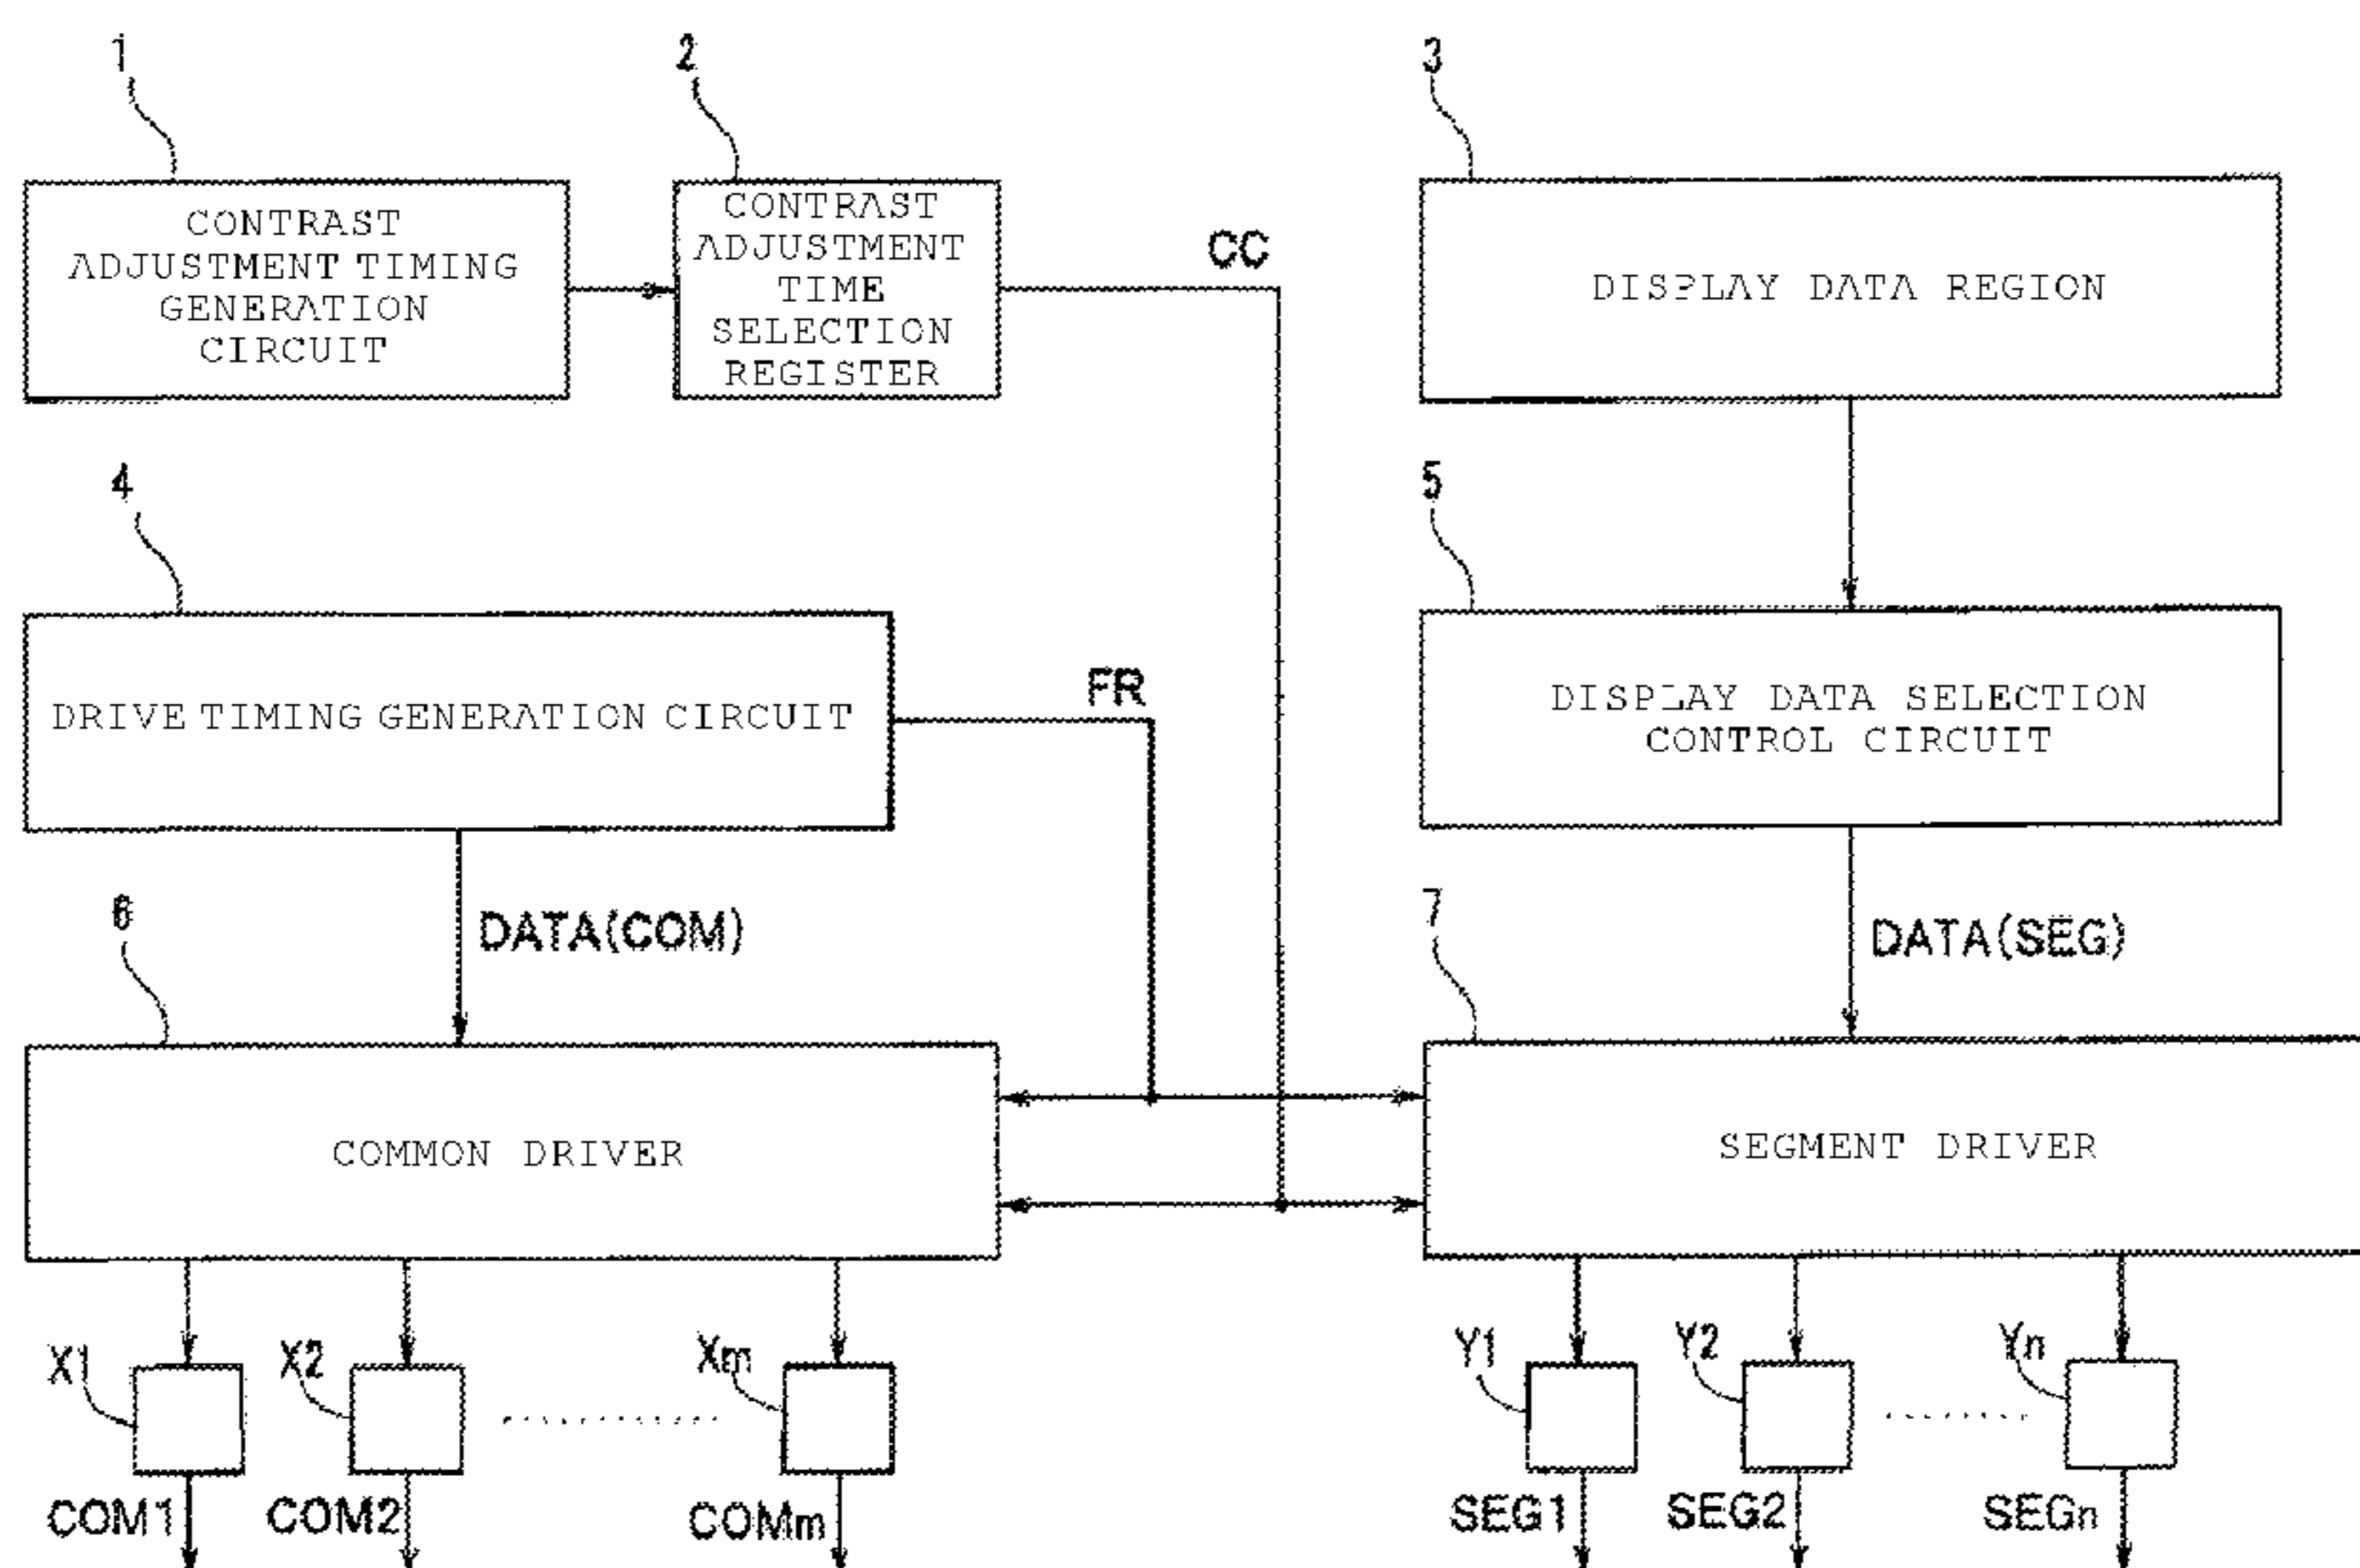 1
2
3
CONTRAST
ADJUSTMENT TIMING
GENERATION
CIRCUIT
CONTRAST
ADJUSTMENT
TIME
SELECTION
REGISTER
CC
DISPLAY DATA REGION
4
5
DRIVE TIMING GENERATION CIRCUIT
FR
DISPLAY DATA SELECTION
CONTROL CIRCUIT
6
DATA(COM)
7
DATA(SEG)
COMMON DRIVER
SEGMENT DRIVER
X1
X2
Xm
Y1
Y2
Yn
COM1
COM2
COMm
SEG1
SEG2
SEGn